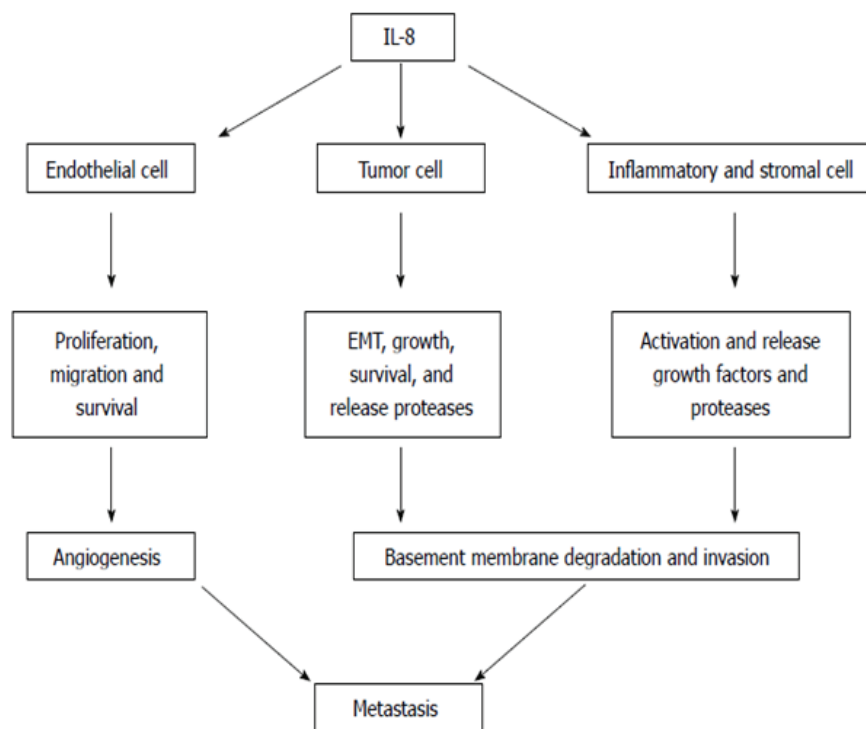 IL-8
Endothelial cell
Tumor cell
Inflammatory and stromal cell
Proliferation,
migration and
survival
EMT, growth,
survival, and
release proteases
Activation and release
growth factors and
proteases
Angiogenesis
Basement membrane degradation and invasion
Metastasis